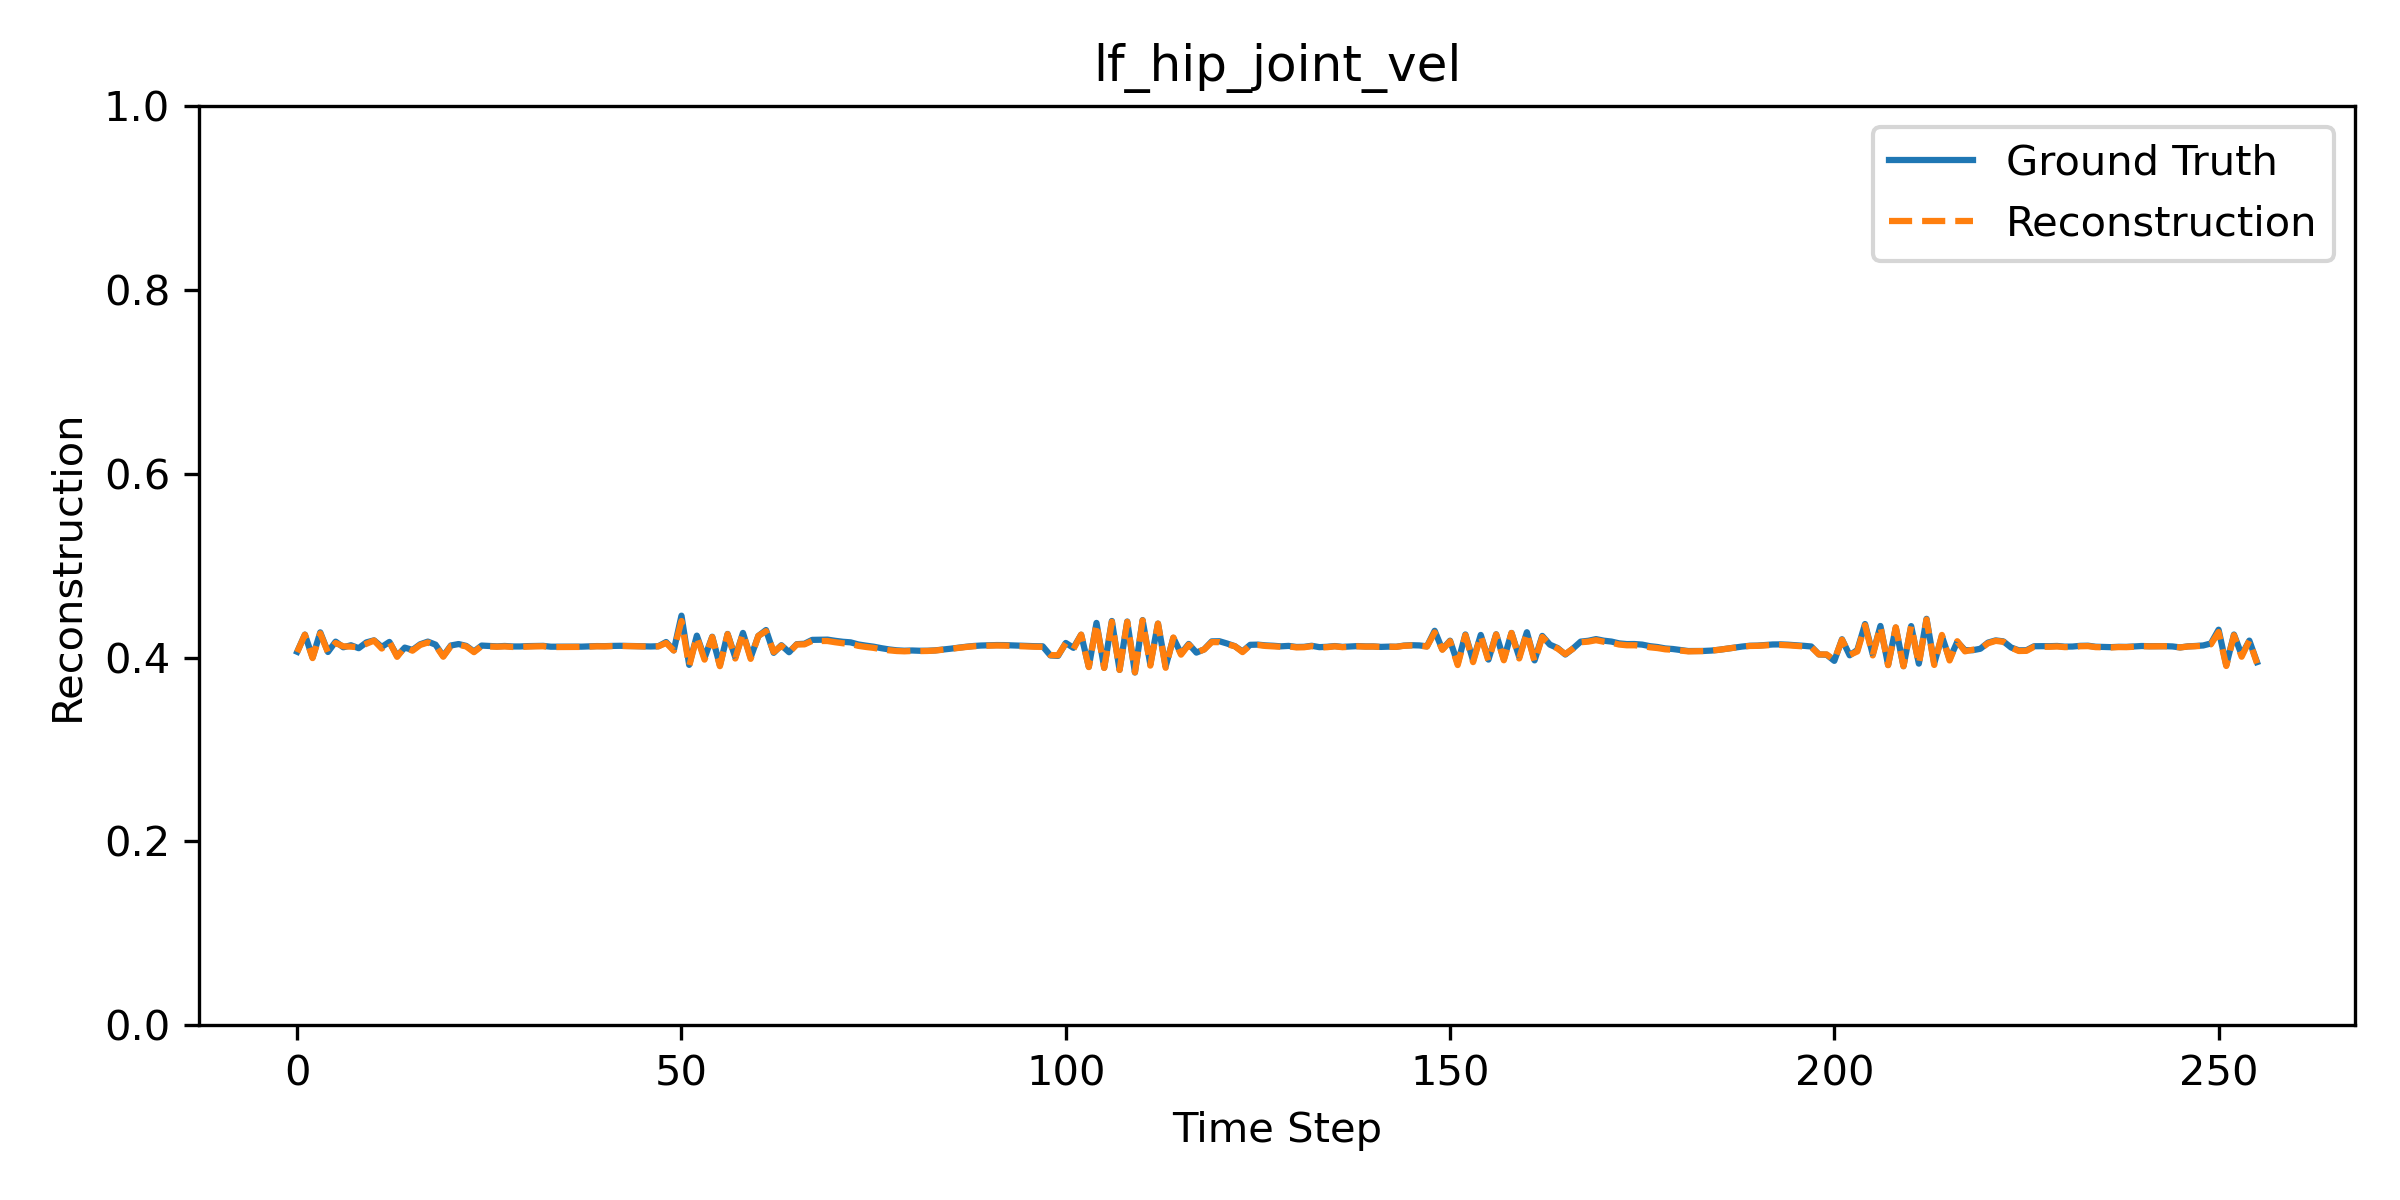 lf_hip_joint_vel
1.0
0.8
0.6
0.4
0.2
0.0
Reconstruction
Ground Truth
Reconstruction
0 50 100 150 200 250
Time Step